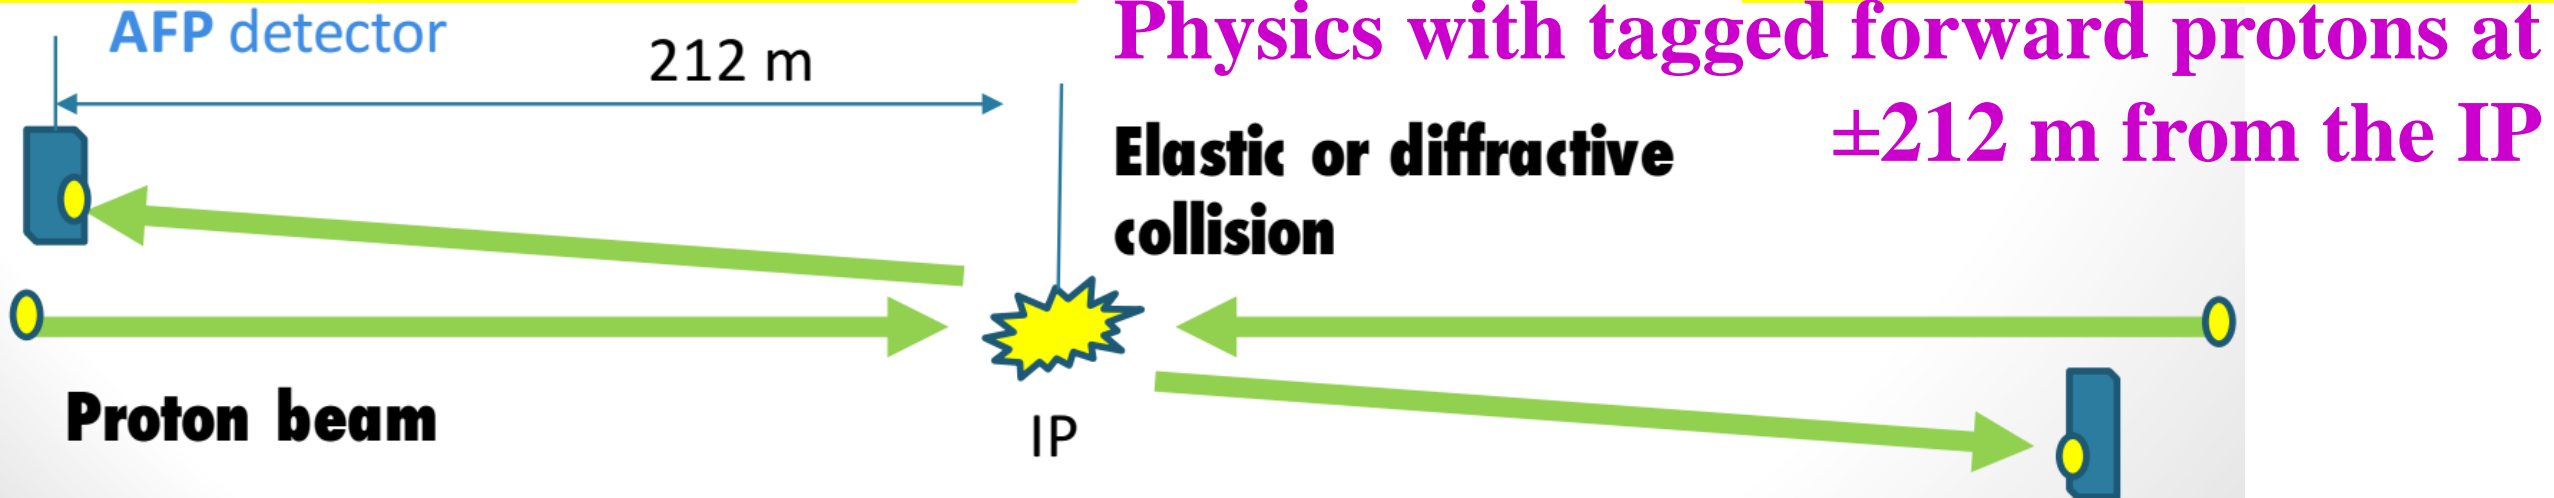 AFP detector
212 m
Physics with tagged forward protons at
±212 m from the IP
Elastic or diffractive
collision
Proton beam
IP